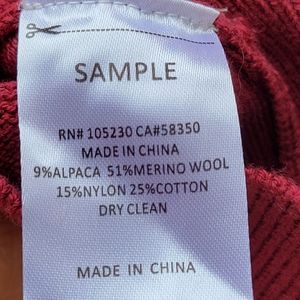 SAMPLE
RN# 105230 CA#58350
MADE IN CHINA
9%ALPACA 51%MERINO WOOL
15%NYLON 25%COTTON
DRY CLEAN
MADE IN CHINA